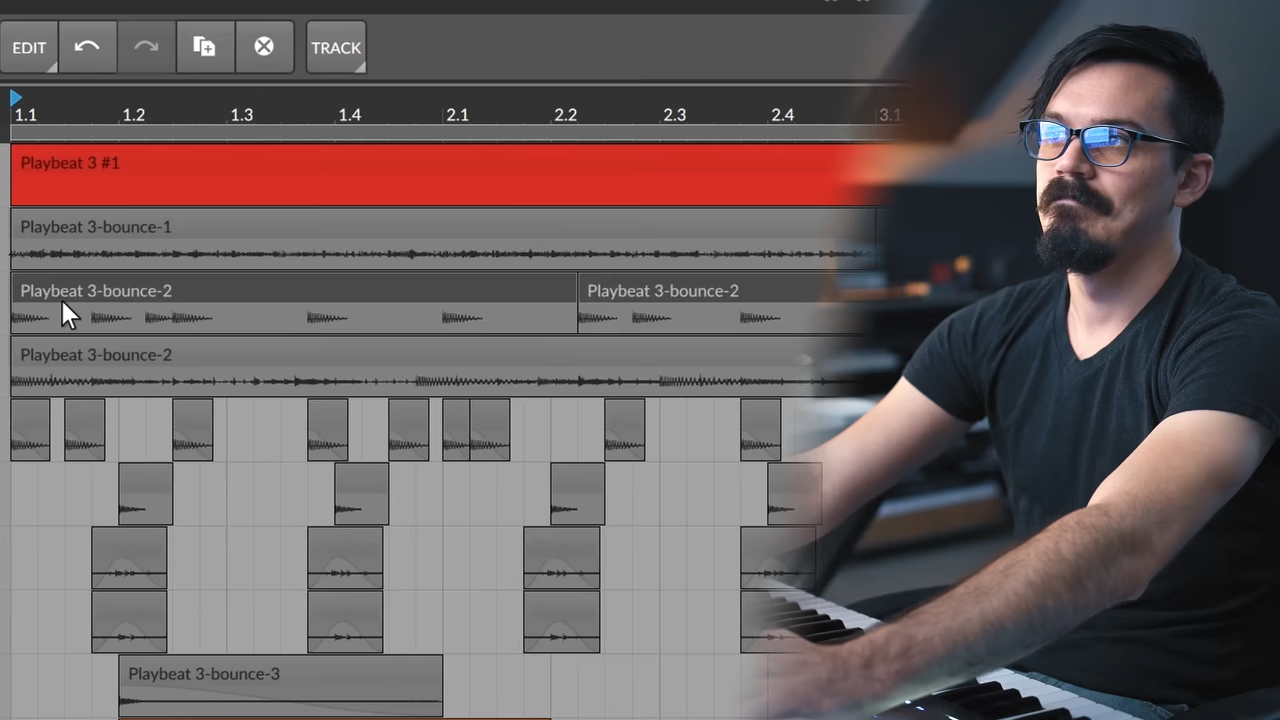 EDIT TRACK
1.1 1.2 1.3 1.4 2.1 2.2 2.3 2.4 3.1
Playbeat 3 #1
Playbeat 3-bounce-1
Playbeat 3-bounce-2 Playbeat 3-bounce-2
Playbeat 3-bounce-2
Playbeat 3-bounce-3